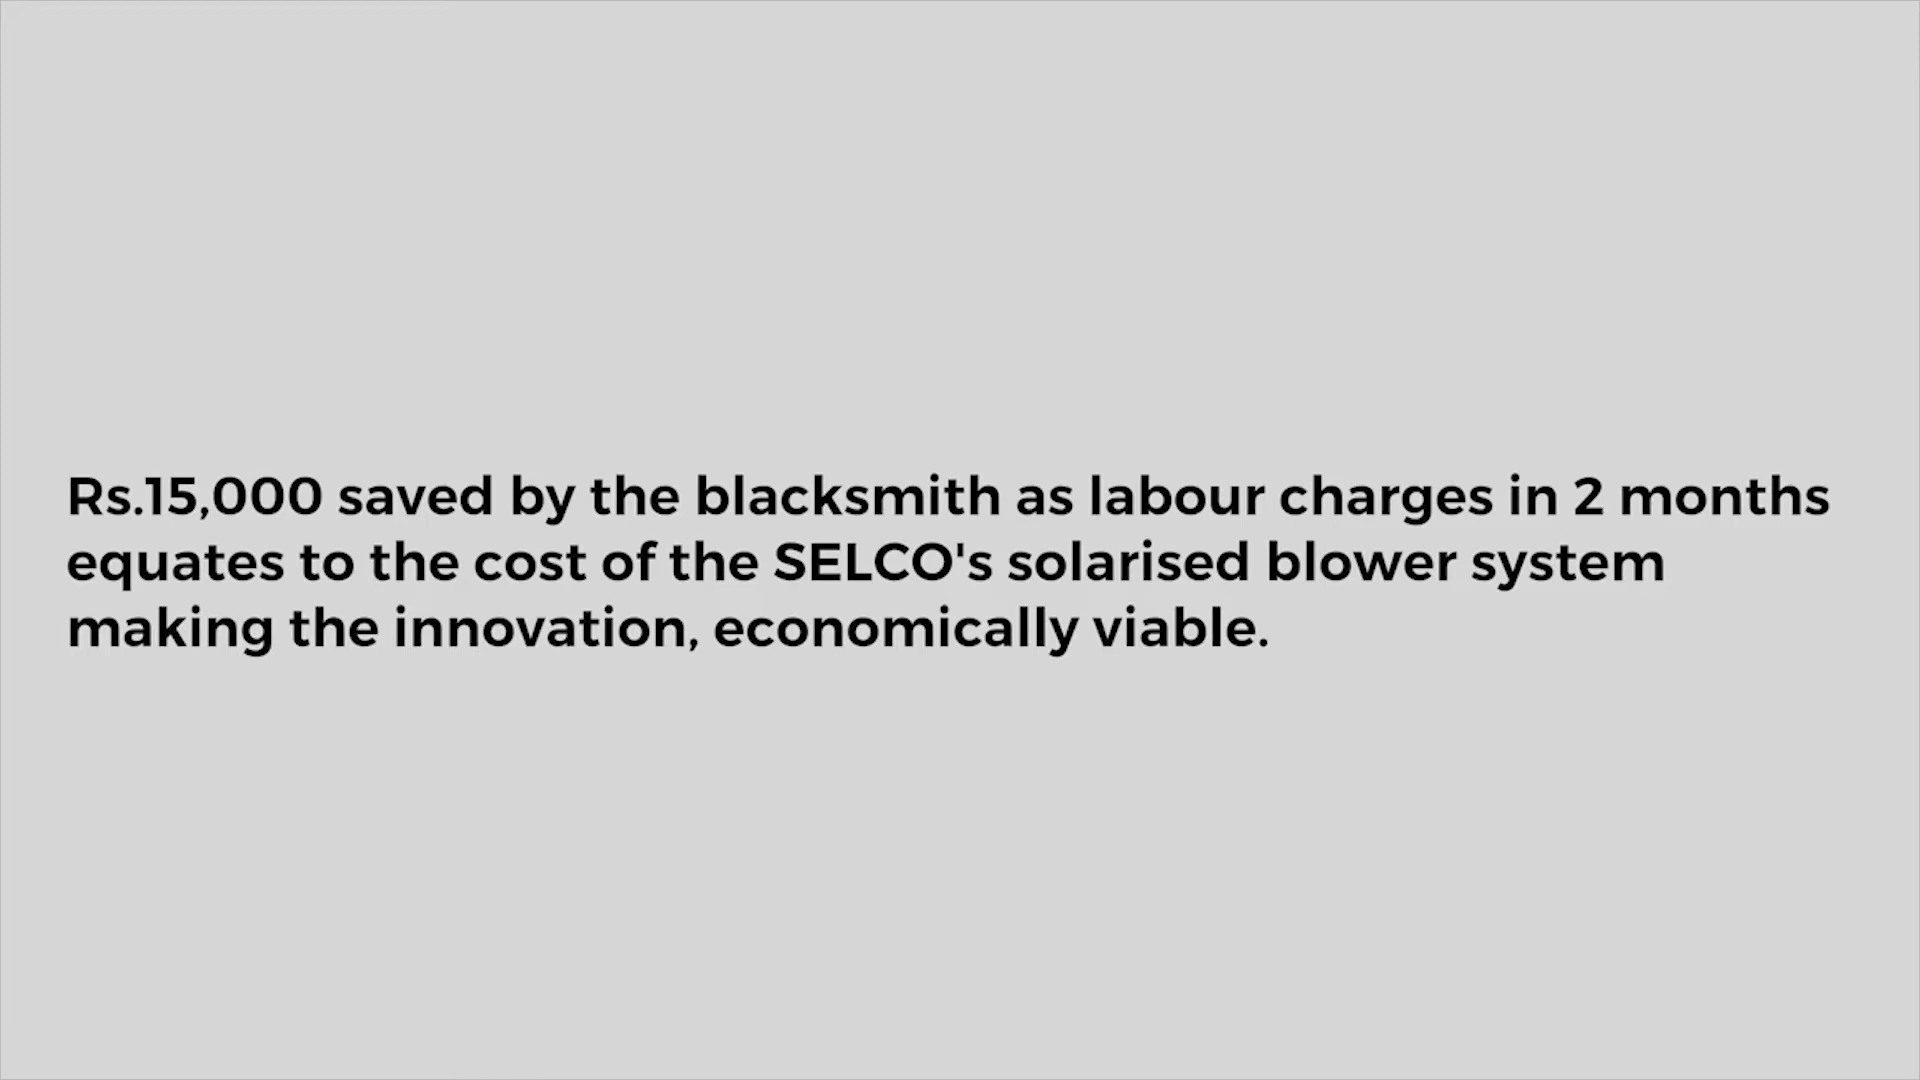 Rs.15,000 saved by the blacksmith as labour charges in 2 months
equates to the cost of the SELCO's solarised blower system
making the innovation, economically viable.